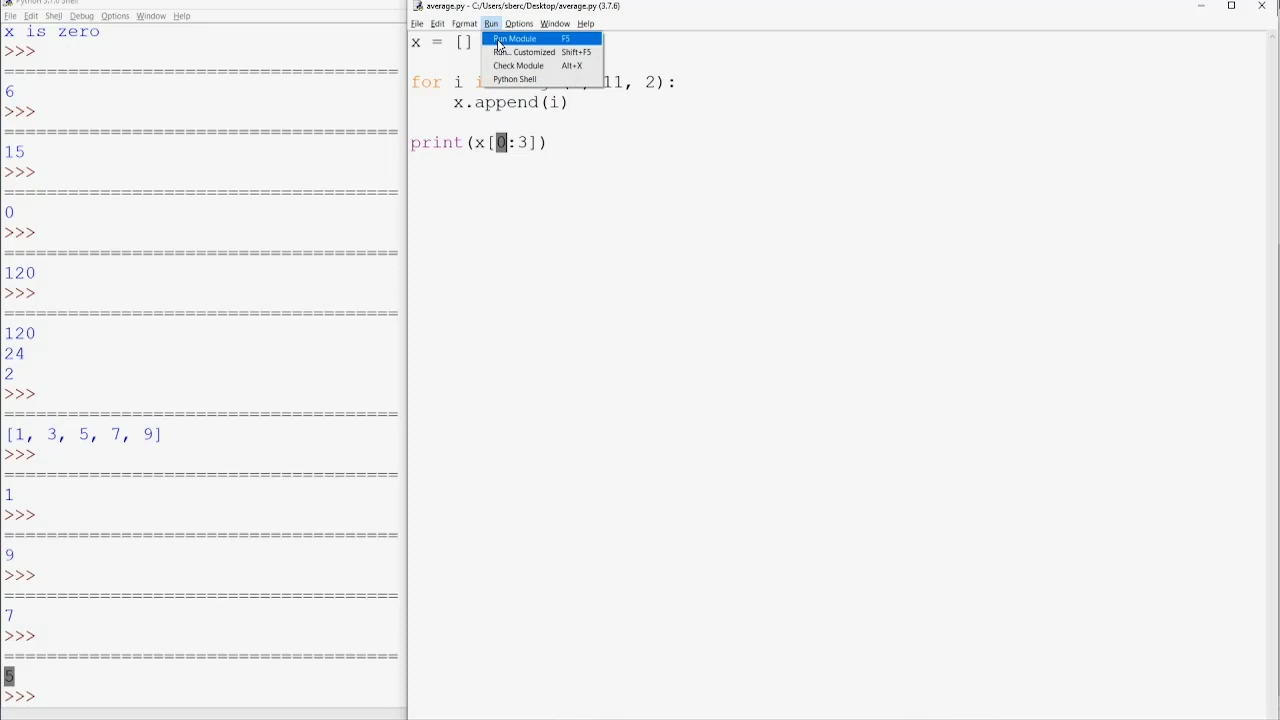 Python 3.7.6 Shell
File Edit Shell Debug Options Window Help
x is zero
>>>
======================================
6
>>>
======================================
15
>>>
======================================
0
>>>
======================================
120
>>>
======================================
120
24
2
>>>
======================================
[1, 3, 5, 7, 9]
>>>
======================================
1
>>>
======================================
9
>>>
======================================
7
>>>
======================================
5
>>>
average.py - C:/Users/sberc/Desktop/average.py (3.7.6)
File Edit Format Run Options Window Help
Run Module F5
Run... Customized Shift+F5
Check Module Alt+X
Python Shell
x = []
for i 11, 2):
x.append(i)
print(x[0:3])